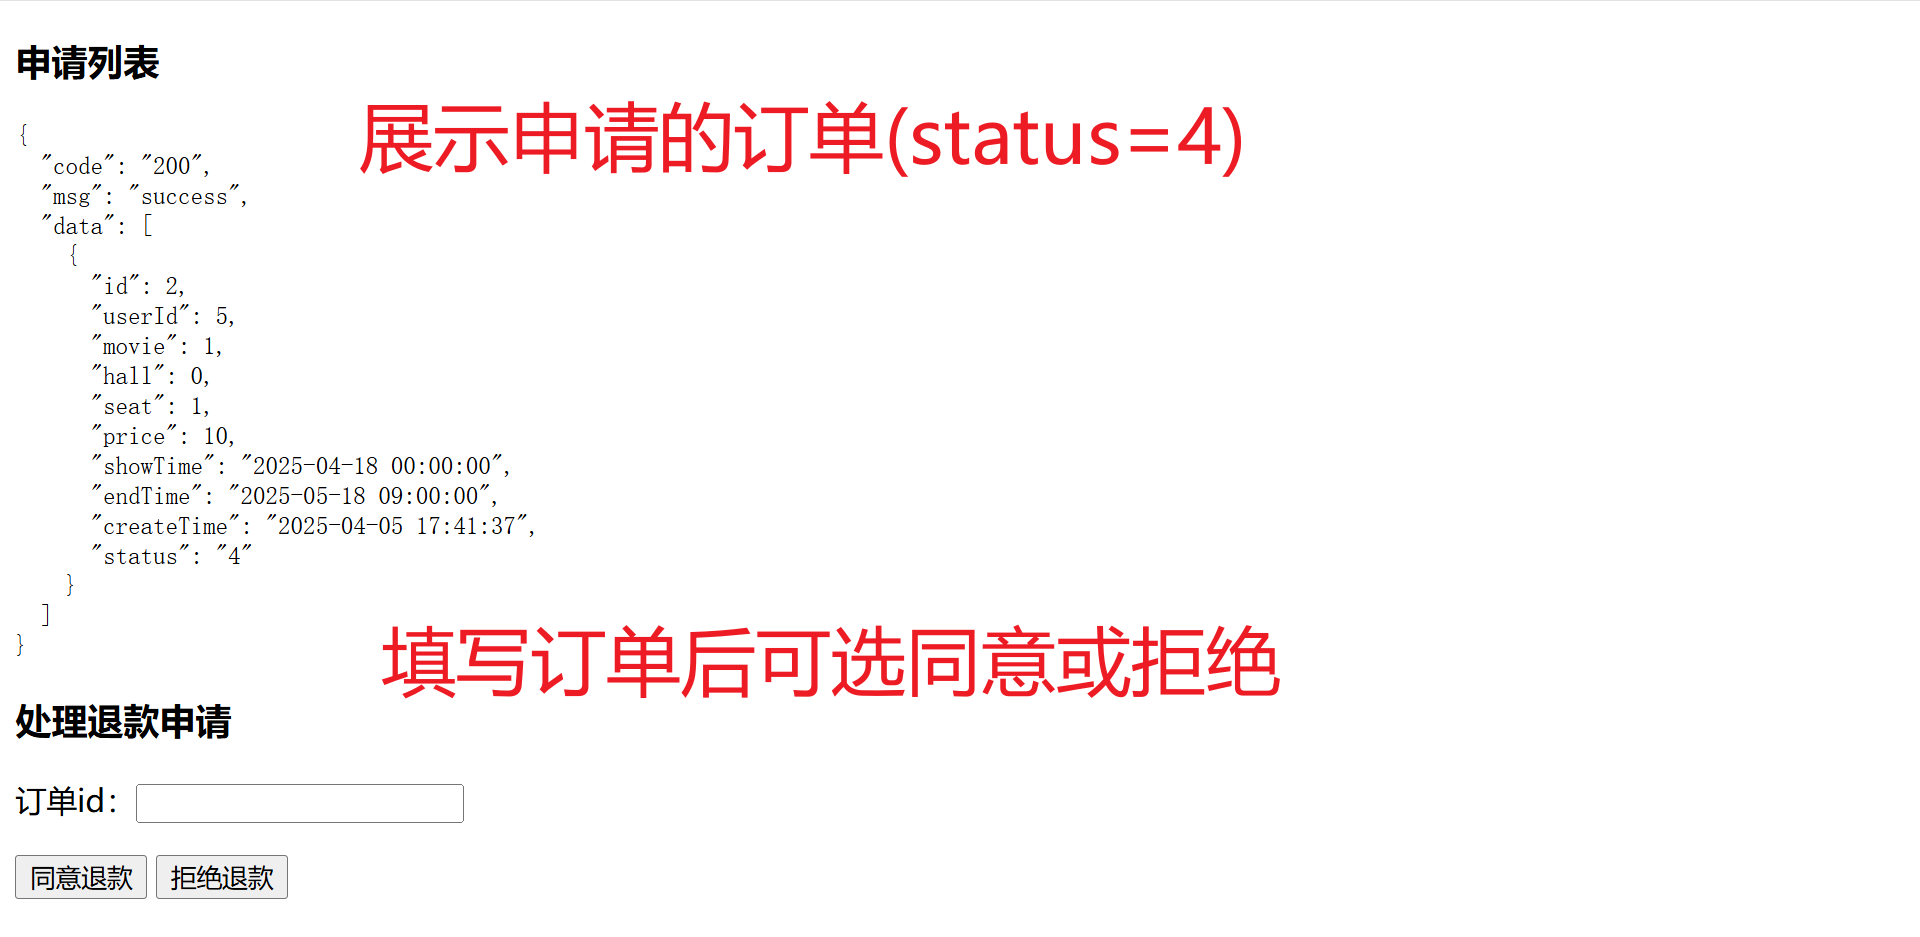 申请列表
展示申请的订单(status=4)
{
  "code": "200",
  "msg": "success",
  "data": [
    {
      "id": 2,
      "userId": 5,
      "movie": 1,
      "hall": 0,
      "seat": 1,
      "price": 10,
      "showTime": "2025-04-18 00:00:00",
      "endTime": "2025-05-18 09:00:00",
      "createTime": "2025-04-05 17:41:37",
      "status": "4"
    }
  ]
}
填写订单后可选同意或拒绝
处理退款申请
订单id：
同意退款 拒绝退款